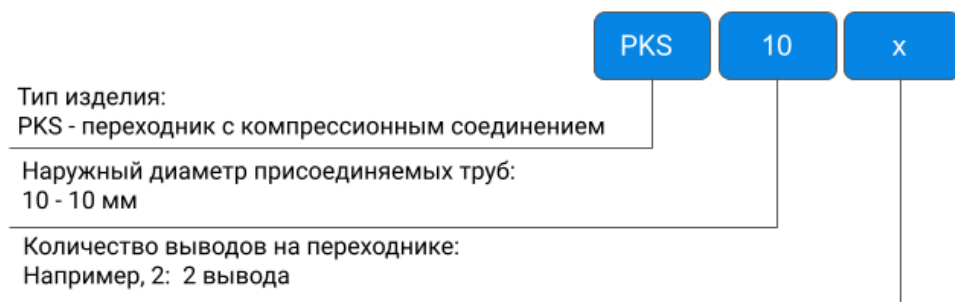 PKS 10 x
Тип изделия:
PKS - переходник с компрессионным соединением
Наружный диаметр присоединяемых труб:
10 - 10 мм
Количество выводов на переходнике:
Например, 2: 2 вывода